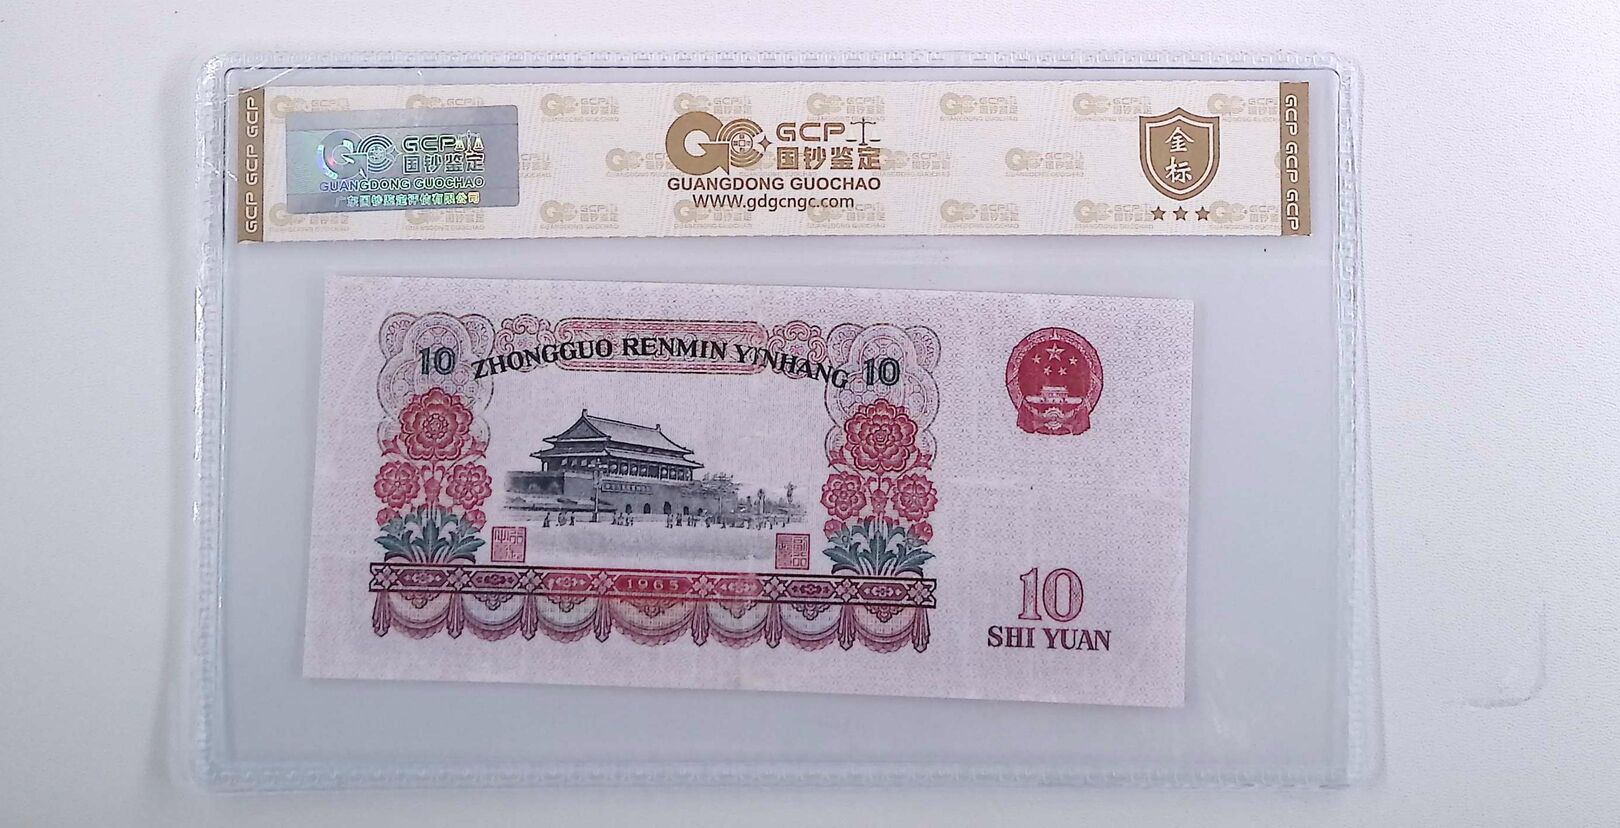 GCP GCP GCP
GCP
国钞鉴定
GUANGDONG GUOCHAO
广东国钞鉴定评估有限公司
GCP
国钞鉴定
GUANGDONG GUOCHAO
www.gdgcngc.com
金标
GCP GCP GCP
10 ZHONGGUO RENMIN YINHANG 10
1965
10
SHI YUAN